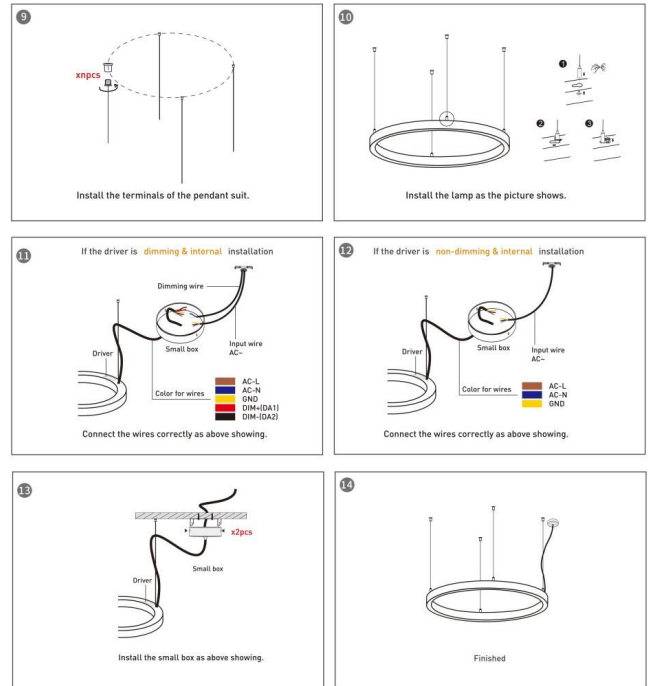 9
xnpcs
Install the terminals of the pendant suit.
10
1
2
3
Install the lamp as the picture shows.
11
If the driver is dimming & internal installation
Dimming wire
Driver
Small box
Input wire
AC~
Color for wires
AC-L
AC-N
GND
DIM+(DA1)
DIM-(DA2)
Connect the wires correctly as above showing.
12
If the driver is non-dimming & internal installation
Driver
Small box
Input wire
AC~
Color for wires
AC-L
AC-N
GND
Connect the wires correctly as above showing.
13
x2pcs
Small box
Driver
Install the small box as above showing.
14
Finished